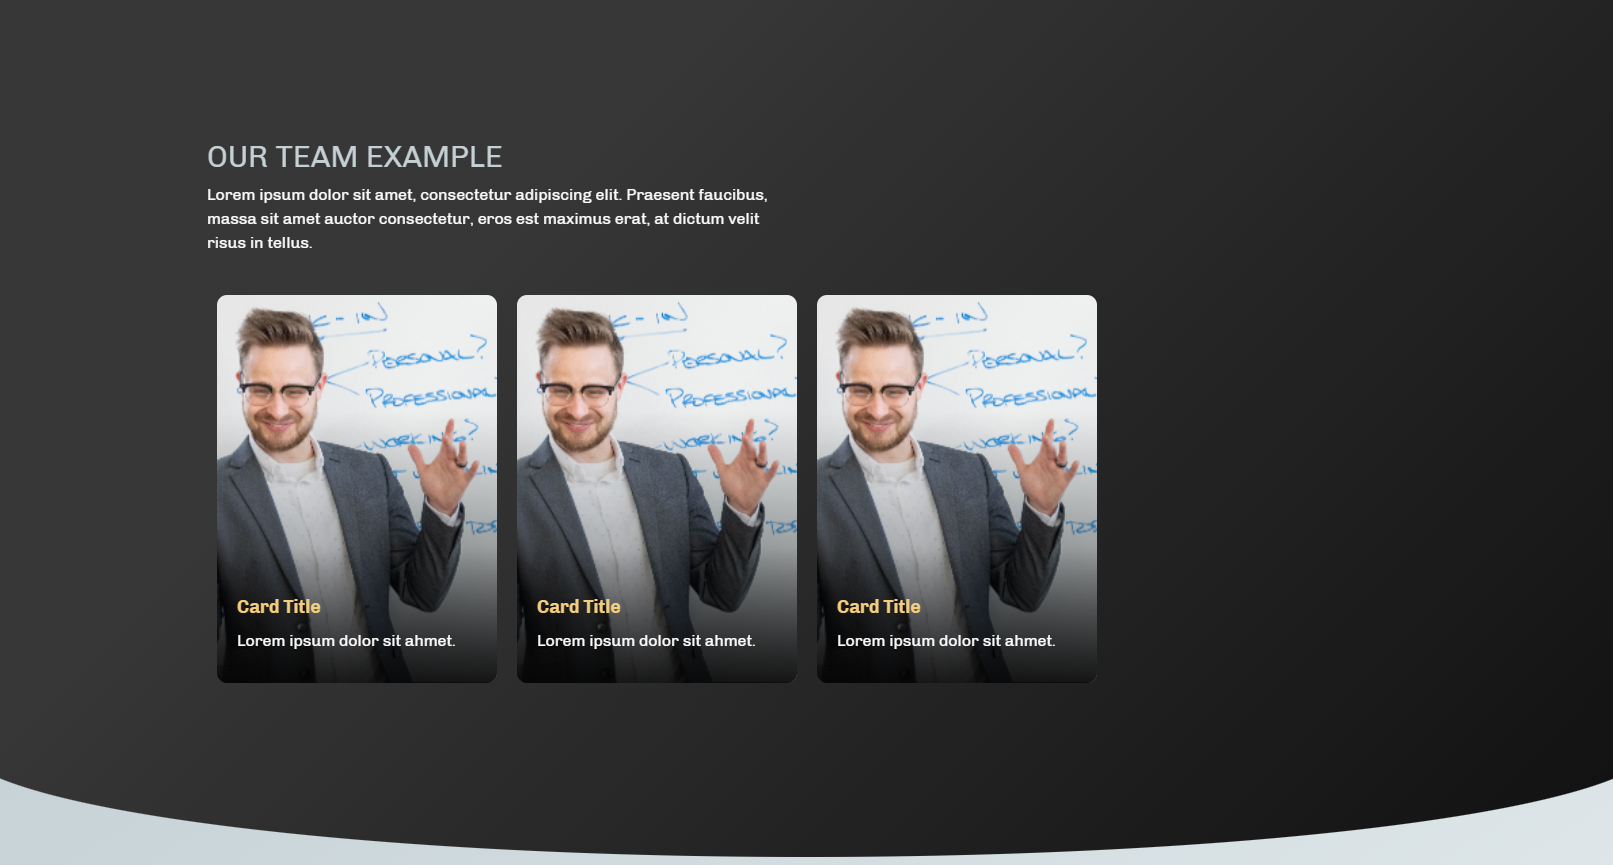 OUR TEAM EXAMPLE
Lorem ipsum dolor sit amet, consectetur adipiscing elit. Praesent faucibus,
massa sit amet auctor consectetur, eros est maximus erat, at dictum velit
risus in tellus.
PERSONAL?
PROFESSIONAL
WORKING?
Card Title
Lorem ipsum dolor sit ahmet.
PERSONAL?
PROFESSIONAL
WORKING?
Card Title
Lorem ipsum dolor sit ahmet.
PERSONAL?
PROFESSIONAL
WORKING?
Card Title
Lorem ipsum dolor sit ahmet.